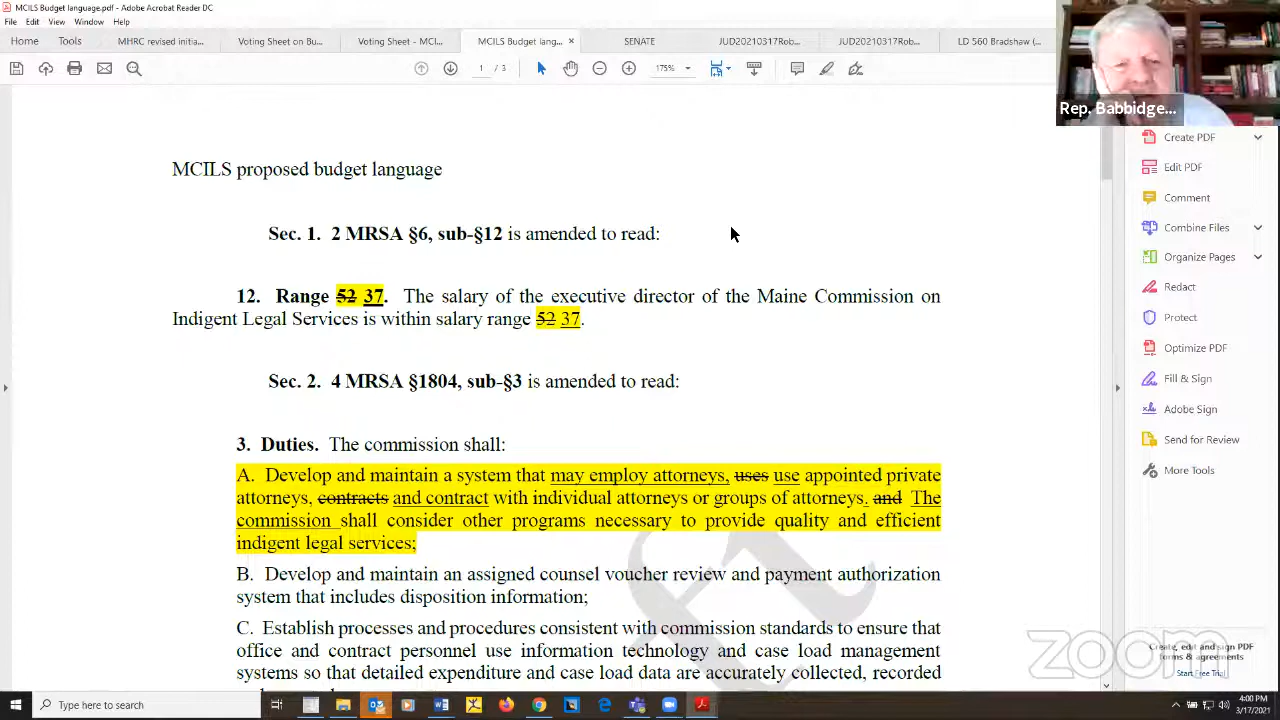 MCILS Budget language.pdf - Adobe Acrobat Reader DC
File Edit View Window Help
Home Tools MHRC revised initia... Voting Sheet on Bu... Voting Sheet - MCI... MCILS budget lang... × SENATE JUD20210317Rob... JUD20210317Rob... LD 560 Bradshaw (...
1 / 3 175%
Rep. Babbidge...
MCILS proposed budget language
Sec. 1. 2 MRSA §6, sub-§12 is amended to read:
12. Range 52 37. The salary of the executive director of the Maine Commission on
Indigent Legal Services is within salary range 52 37.
Sec. 2. 4 MRSA §1804, sub-§3 is amended to read:
3. Duties. The commission shall:
A. Develop and maintain a system that may employ attorneys, uses use appointed private
attorneys, contracts and contract with individual attorneys or groups of attorneys. and The
commission shall consider other programs necessary to provide quality and efficient
indigent legal services;
B. Develop and maintain an assigned counsel voucher review and payment authorization
system that includes disposition information;
C. Establish processes and procedures consistent with commission standards to ensure that
office and contract personnel use information technology and case load management
systems so that detailed expenditure and case load data are accurately collected, recorded
Create PDF
Edit PDF
Comment
Combine Files
Organize Pages
Redact
Protect
Optimize PDF
Fill & Sign
Adobe Sign
Send for Review
More Tools
zoom
Create, edit and sign PDF
forms & agreements
Start Free Trial
Type here to search
4:00 PM
3/17/2021